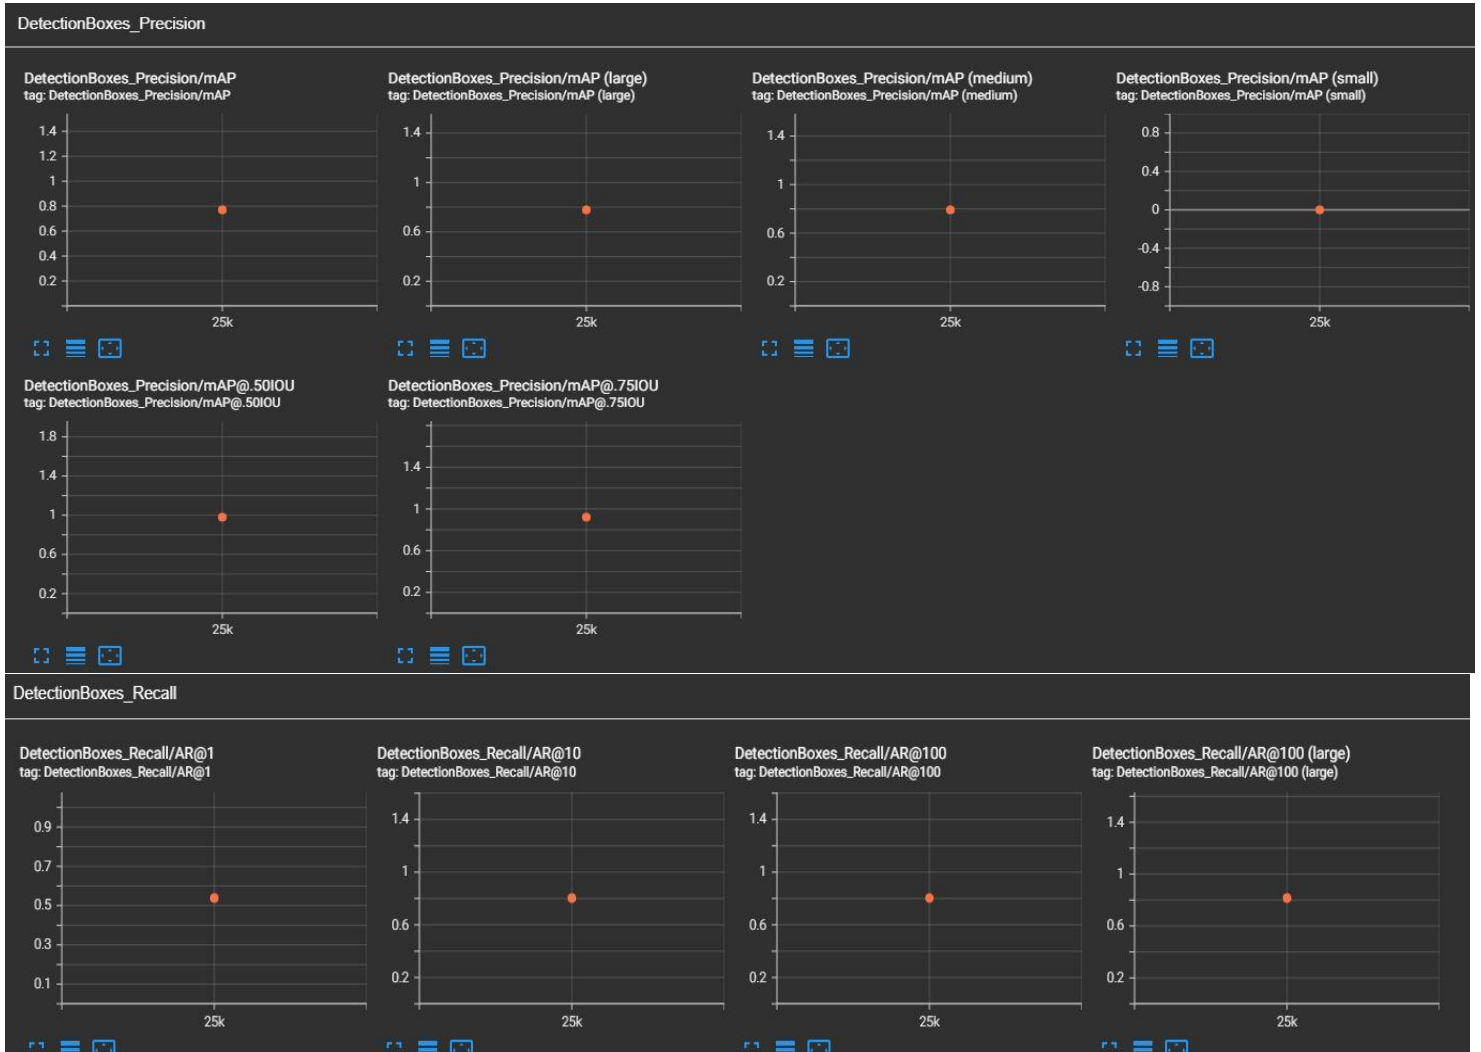 DetectionBoxes_Precision
DetectionBoxes_Precision/mAP
tag: DetectionBoxes_Precision/mAP
1.4
1.2
1
0.8
0.6
0.4
0.2
25k
DetectionBoxes_Precision/mAP (large)
tag: DetectionBoxes_Precision/mAP (large)
1.4
1
0.6
0.2
25k
DetectionBoxes_Precision/mAP (medium)
tag: DetectionBoxes_Precision/mAP (medium)
1.4
1
0.6
0.2
25k
DetectionBoxes_Precision/mAP (small)
tag: DetectionBoxes_Precision/mAP (small)
0.8
0.4
0
-0.4
-0.8
25k
DetectionBoxes_Precision/mAP@.50IOU
tag: DetectionBoxes_Precision/mAP@.50IOU
1.8
1.4
1
0.6
0.2
25k
DetectionBoxes_Precision/mAP@.75IOU
tag: DetectionBoxes_Precision/mAP@.75IOU
1.4
1
0.6
0.2
25k
DetectionBoxes_Recall
DetectionBoxes_Recall/AR@1
tag: DetectionBoxes_Recall/AR@1
0.9
0.7
0.5
0.3
0.1
25k
DetectionBoxes_Recall/AR@10
tag: DetectionBoxes_Recall/AR@10
1.4
1
0.6
0.2
25k
DetectionBoxes_Recall/AR@100
tag: DetectionBoxes_Recall/AR@100
1.4
1
0.6
0.2
25k
DetectionBoxes_Recall/AR@100 (large)
tag: DetectionBoxes_Recall/AR@100 (large)
1.4
1
0.6
0.2
25k